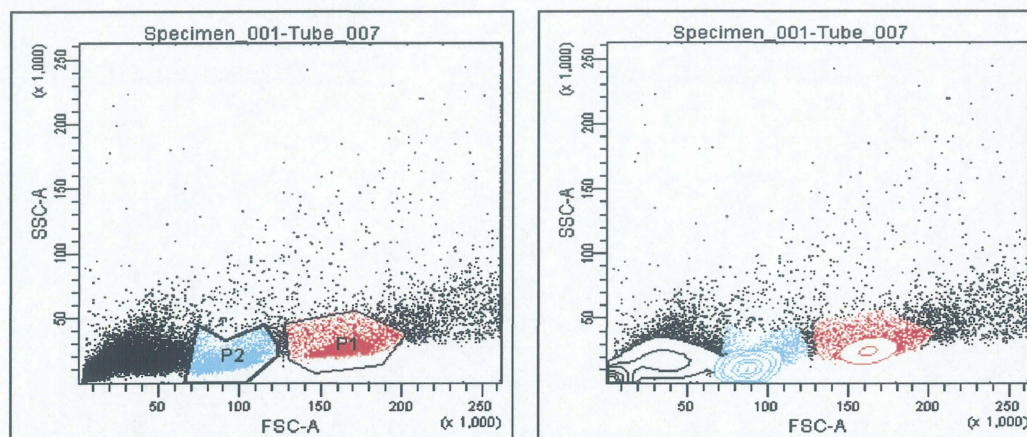 Specimen_001-Tube_007
(x 1,000)
SSC-A
250
200
150
100
50
P2
P1
50 100 150 200 250
FSC-A
(x 1,000)
Specimen_001-Tube_007
(x 1,000)
SSC-A
250
200
150
100
50
50 100 150 200 250
FSC-A
(x 1,000)